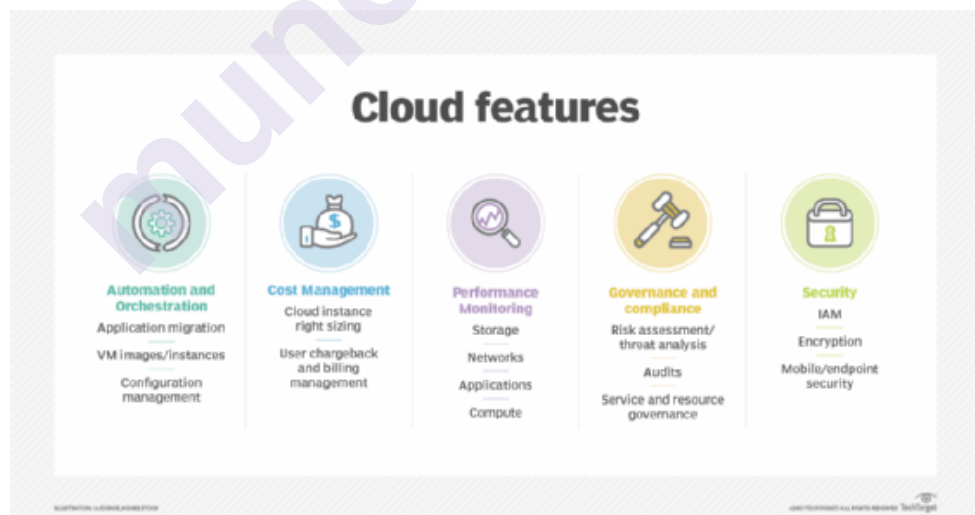 Cloud features
Automation and
Orchestration
Application migration
VM images/instances
Configuration
management
Cost Management
Cloud instance
right sizing
User chargeback
and billing
management
Performance
Monitoring
Storage
Networks
Applications
Compute
Governance and
compliance
Risk assessment/
threat analysis
Audits
Service and resource
governance
Security
IAM
Encryption
Mobile/endpoint
security
TechTarget